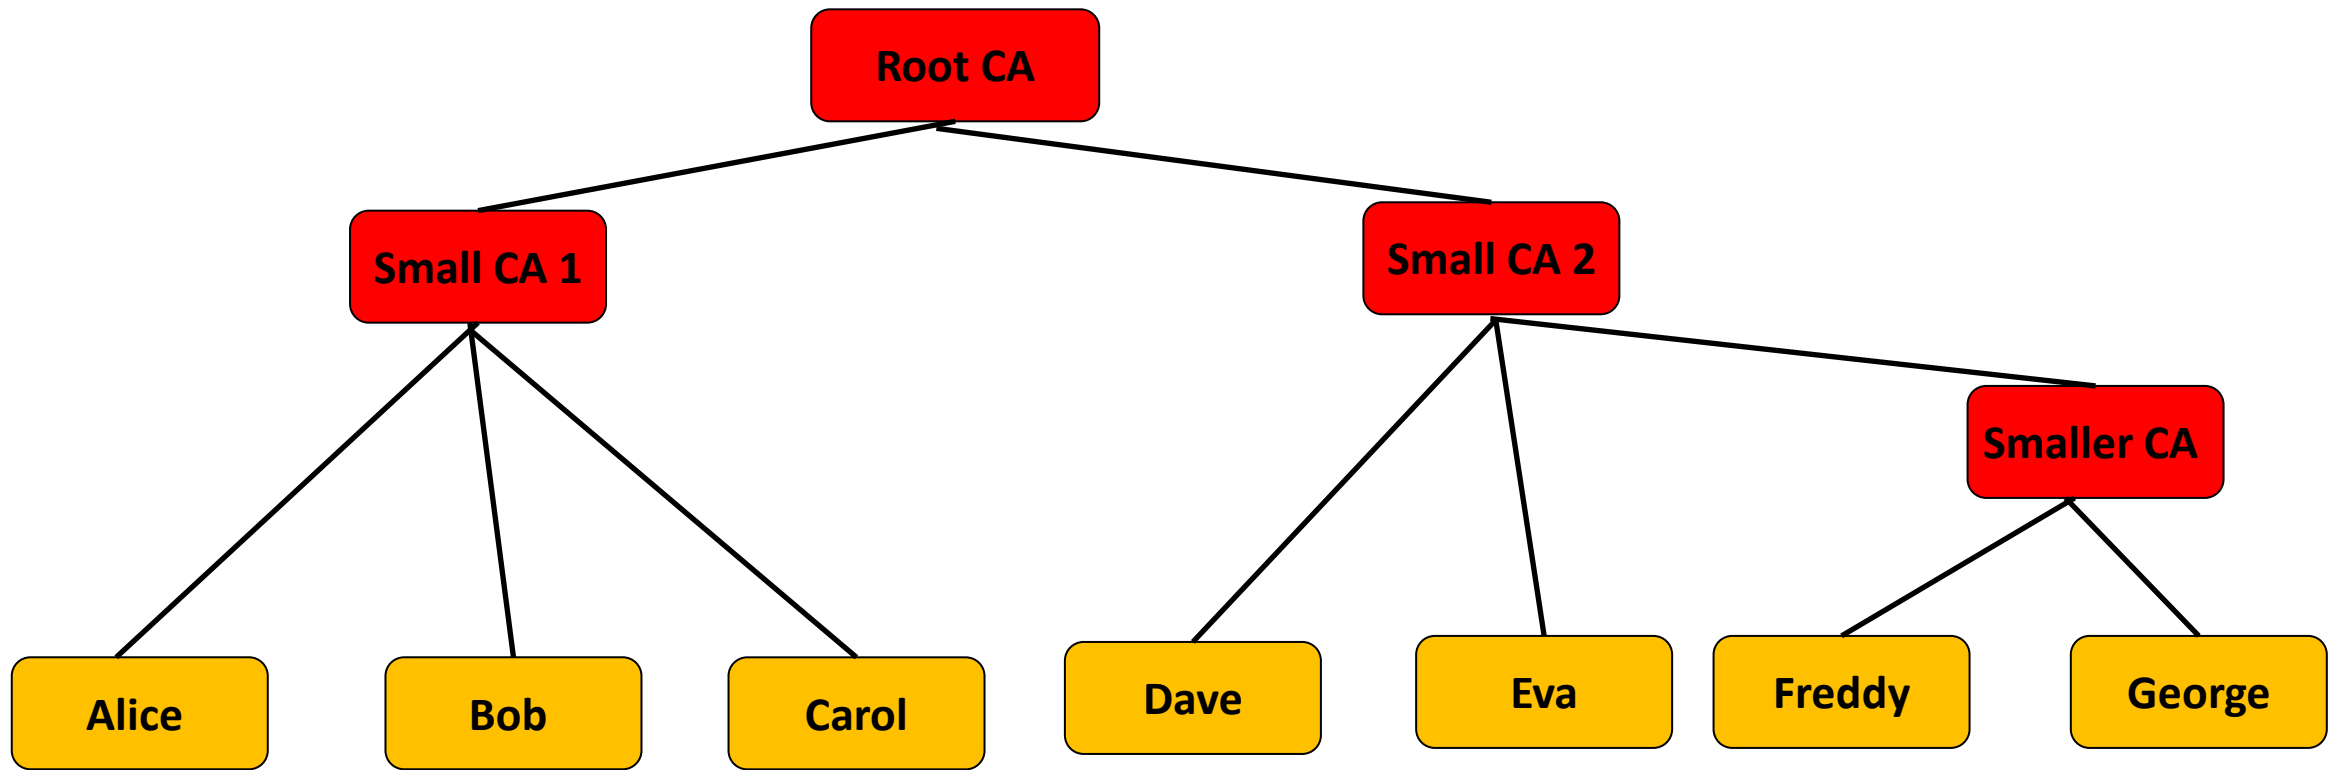 Root CA
Small CA 1
Small CA 2
Smaller CA
Alice
Bob
Carol
Dave
Eva
Freddy
George